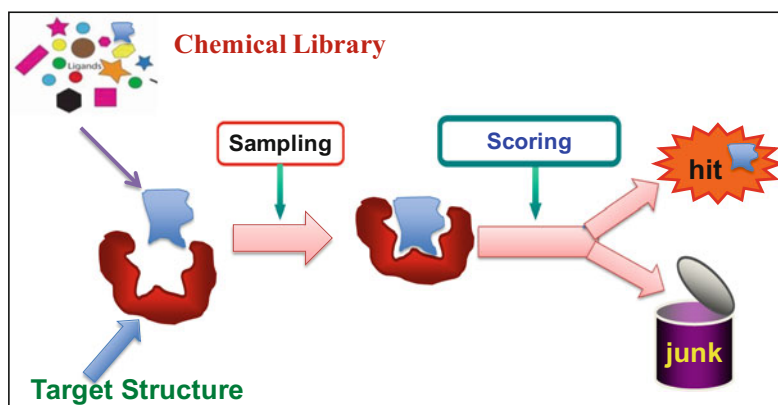 Chemical Library
Ligands
Sampling
Scoring
hit
junk
Target Structure